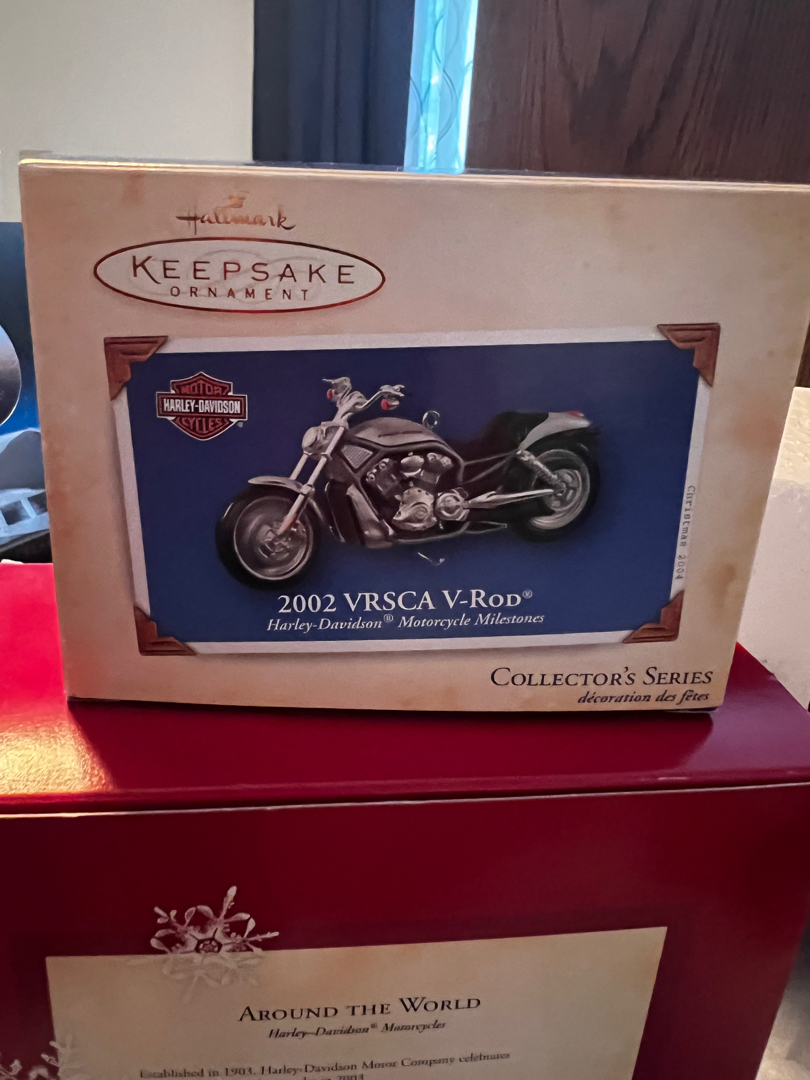 Hallmark
KEEPSAKE
ORNAMENT
MOTOR
HARLEY-DAVIDSON
CYCLES
®
Christmas 2004
2002 VRSCA V-ROD®
Harley-Davidson® Motorcycle Milestones
COLLECTOR'S SERIES
décoration des fêtes
AROUND THE WORLD
Harley-Davidson® Motorcycles
Established in 1903, Harley-Davidson Motor Company celebrates
2003